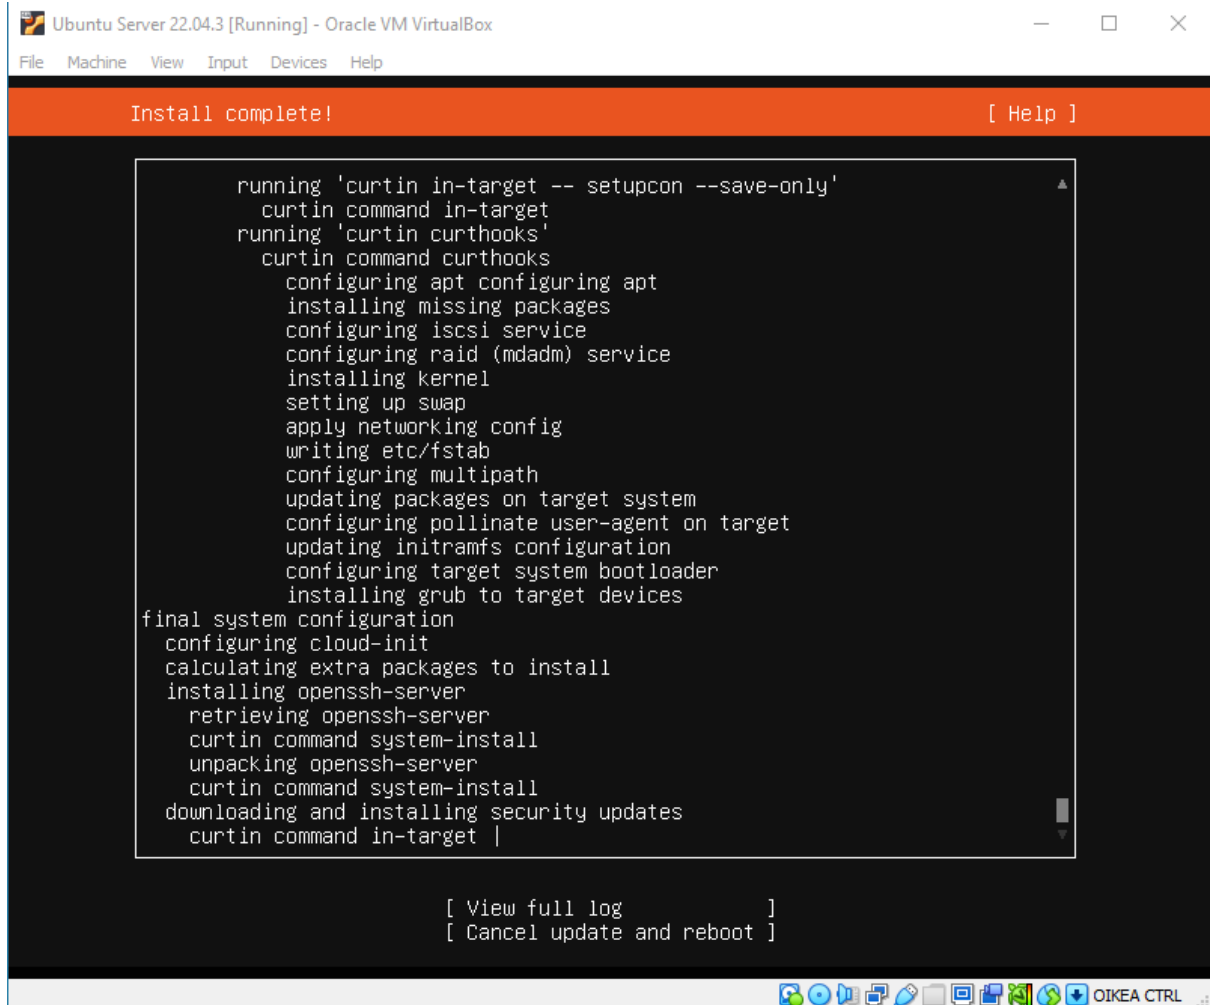 Ubuntu Server 22.04.3 [Running] - Oracle VM VirtualBox
File Machine View Input Devices Help
Install complete! [ Help ]
running 'curtin in-target -- setupcon --save-only'
curtin command in-target
running 'curtin curthooks'
curtin command curthooks
configuring apt configuring apt
installing missing packages
configuring iscsi service
configuring raid (mdadm) service
installing kernel
setting up swap
apply networking config
writing etc/fstab
configuring multipath
updating packages on target system
configuring pollinate user-agent on target
updating initramfs configuration
configuring target system bootloader
installing grub to target devices
final system configuration
configuring cloud-init
calculating extra packages to install
installing openssh-server
retrieving openssh-server
curtin command system-install
unpacking openssh-server
curtin command system-install
downloading and installing security updates
curtin command in-target |
[ View full log ]
[ Cancel update and reboot ]
OIKEA CTRL